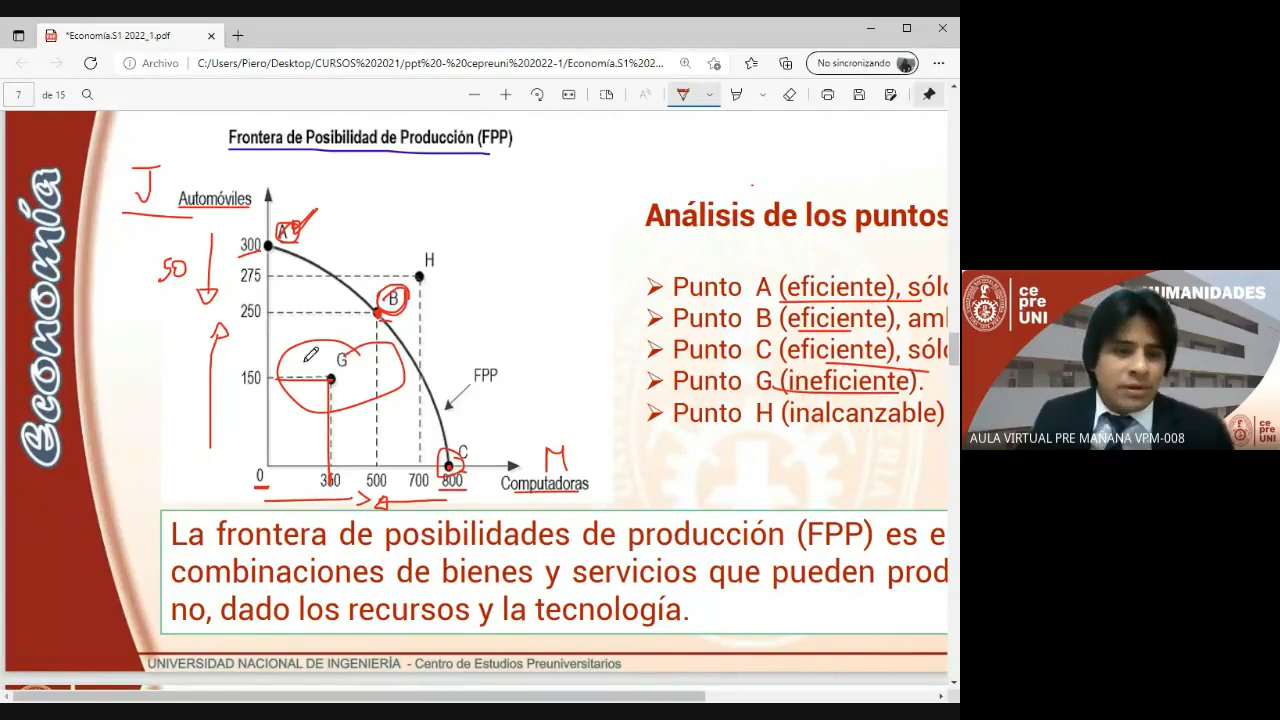 *Economía.S1 2022_1.pdf
Archivo
C:/Users/Piero/Desktop/CURSOS%202021/ppt%20-%20cepreuni%202022-1/Economía.S1%202...
No sincronizando
7 de 15
Economía
Frontera de Posibilidad de Producción (FPP)
J
Automóviles
300
275
250
150
50
A
B
H
G
FPP
C
0
500
700
800
M
Computadoras
Análisis de los puntos
Punto A (eficiente), sólo
Punto B (eficiente), am
Punto C (eficiente), sólo
Punto G (ineficiente).
Punto H (inalcanzable)
La frontera de posibilidades de producción (FPP) es e
combinaciones de bienes y servicios que pueden prod
no, dado los recursos y la tecnología.
UNIVERSIDAD NACIONAL DE INGENIERÍA - Centro de Estudios Preuniversitarios
ce
pre
UNI
HUMANIDADES
AULA VIRTUAL PRE MAÑANA VPM-008